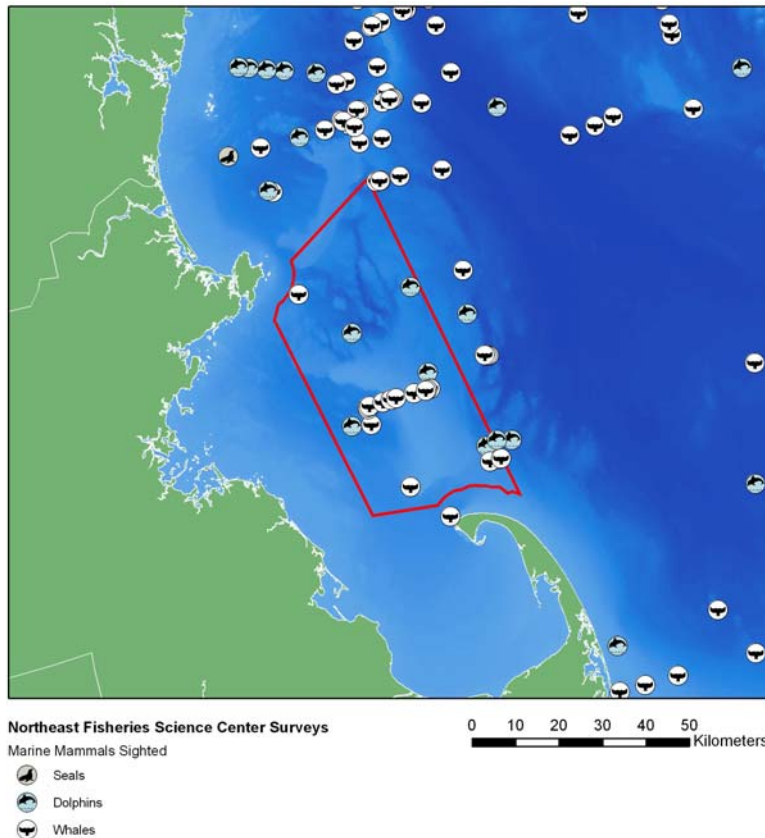 Northeast Fisheries Science Center Surveys
Marine Mammals Sighted
Seals
Dolphins
Whales
0 10 20 30 40 50
Kilometers